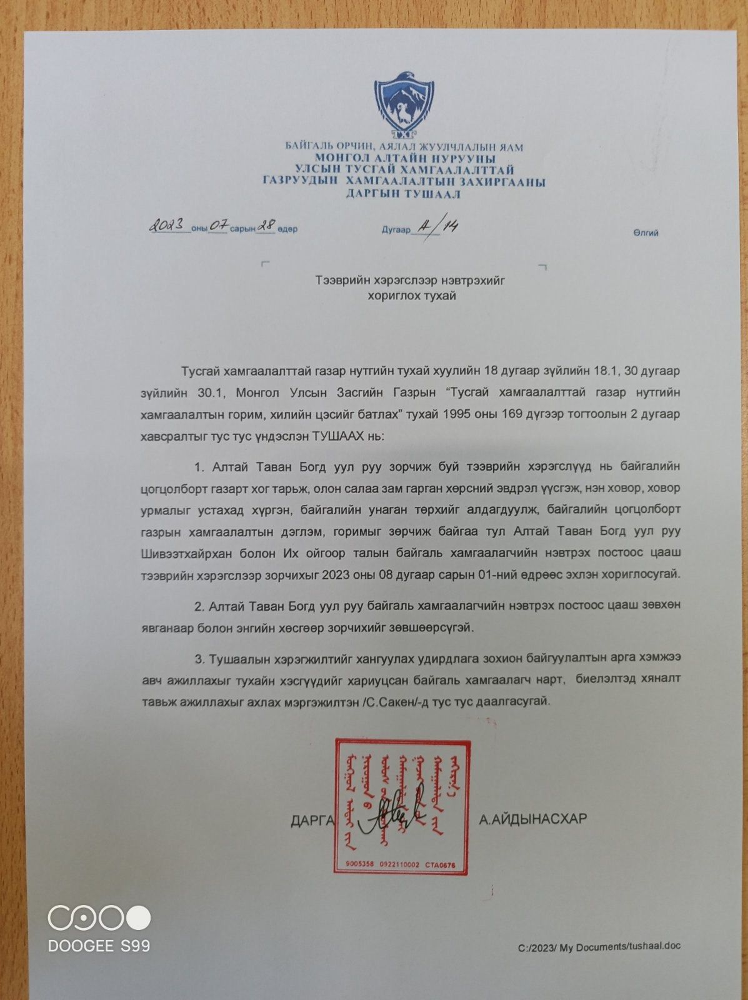 ТХГ
БАЙГАЛЬ ОРЧИН, АЯЛАЛ ЖУУЛЧЛАЛЫН ЯАМ
МОНГОЛ АЛТАЙН НУРУУНЫ
УЛСЫН ТУСГАЙ ХАМГААЛАЛТТАЙ
ГАЗРУУДЫН ХАМГААЛАЛТЫН ЗАХИРГААНЫ
ДАРГЫН ТУШААЛ
2023 оны 07 сарын 28 өдөр Дугаар А/14 Өлгий
Тээврийн хэрэгслээр нэвтрэхийг
хориглох тухай
Тусгай хамгаалалттай газар нутгийн тухай хуулийн 18 дугаар зүйлийн 18.1, 30 дугаар
зүйлийн 30.1, Монгол Улсын Засгийн Газрын “Тусгай хамгаалалттай газар нутгийн
хамгаалалтын горим, хилийн цэсийг батлах” тухай 1995 оны 169 дүгээр тогтоолын 2 дугаар
хавсралтыг тус тус үндэслэн ТУШААХ нь:
1. Алтай Таван Богд уул руу зорчиж буй тээврийн хэрэгслүүд нь байгалийн
цогцолборт газарт хог тарьж, олон салаа зам гарган хөрсний эвдрэл үүсгэж, нэн ховор, ховор
урмалыг устахад хүргэн, байгалийн унаган төрхийг алдагдуулж, байгалийн цогцолборт
газрын хамгаалалтын дэглэм, горимыг зөрчиж байгаа тул Алтай Таван Богд уул руу
Шивээтхайрхан болон Их ойгоор талын байгаль хамгаалагчийн нэвтрэх постоос цааш
тээврийн хэрэгслээр зорчихыг 2023 оны 08 дугаар сарын 01-ний өдрөөс эхлэн хориглосугай.
2. Алтай Таван Богд уул руу байгаль хамгаалагчийн нэвтрэх постоос цааш зөвхөн
явганаар болон энгийн хөсгөөр зорчихийг зөвшөөрсүгэй.
3. Тушаалын хэрэгжилтийг хангуулах удирдлага зохион байгуулалтын арга хэмжээ
авч ажиллахыг тухайн хэсгүүдийг хариуцсан байгаль хамгаалагч нарт, биелэлтэд хяналт
тавьж ажиллахыг ахлах мэргэжилтэн /С.Сакен/-д тус тус даалгасугай.
ДАРГА А.АЙДЫНАСХАР
9005358 0922110002 СТА0676
DOOGEE S99
C:/2023/ My Documents/tushaal.doc